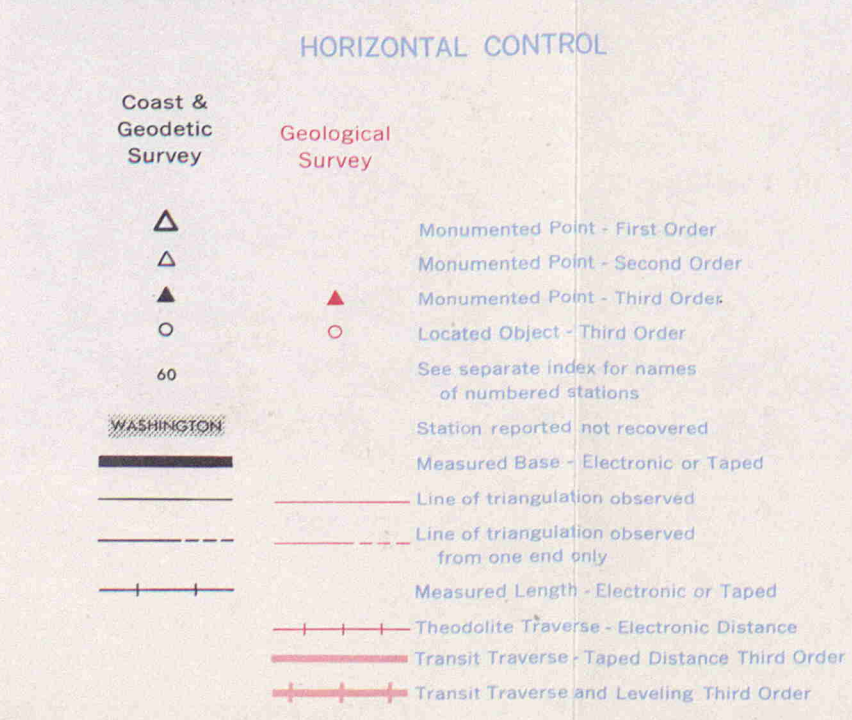 HORIZONTAL CONTROL
Coast &
Geodetic
Survey
Geological
Survey
Monumented Point - First Order
Monumented Point - Second Order
Monumented Point - Third Order
Located Object - Third Order
60
See separate index for names
of numbered stations
WASHINGTON
Station reported not recovered
Measured Base - Electronic or Taped
Line of triangulation observed
Line of triangulation observed
from one end only
Measured Length - Electronic or Taped
Theodolite Traverse - Electronic Distance
Transit Traverse - Taped Distance Third Order
Transit Traverse and Leveling Third Order